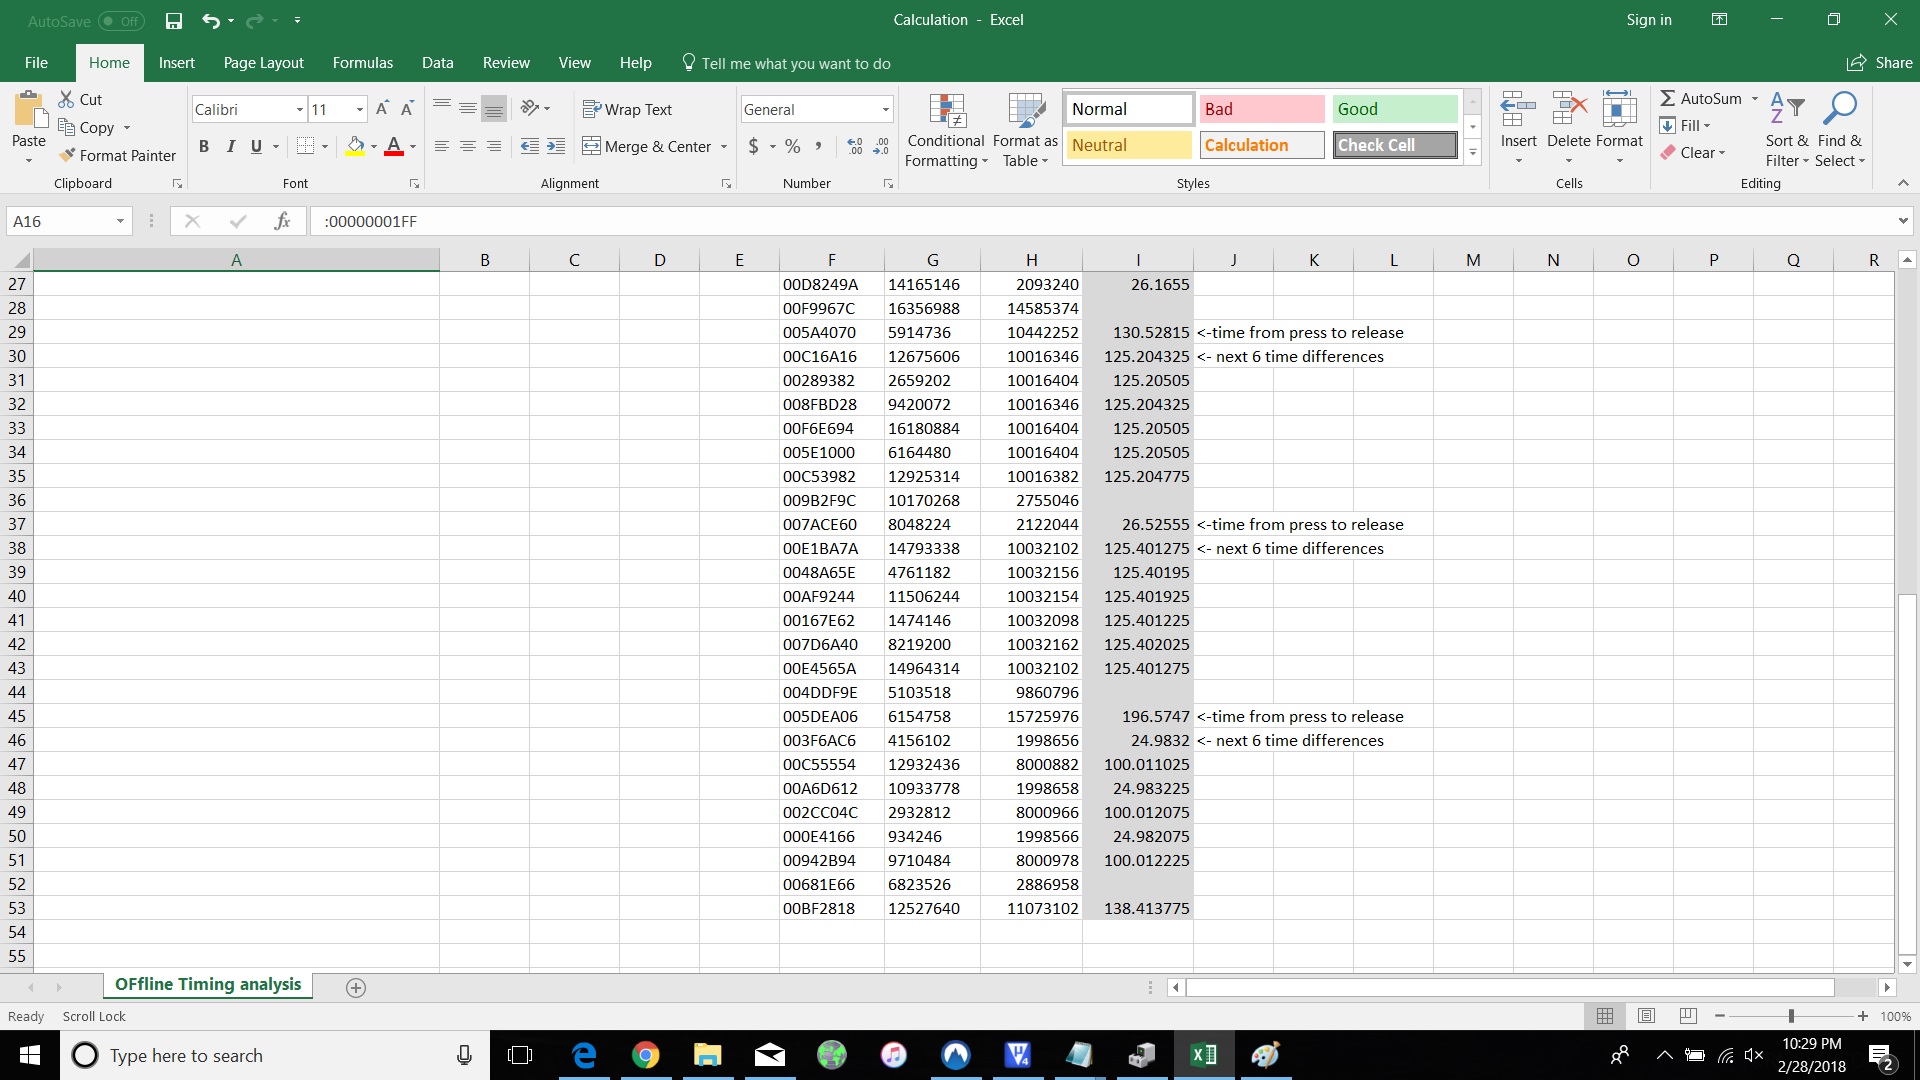 AutoSave Off Calculation - Excel Sign in
File Home Insert Page Layout Formulas Data Review View Help Tell me what you want to do Share
Paste Cut Copy Format Painter Clipboard
Calibri 11 A A B I U A Font
Wrap Text Merge & Center Alignment
General $ % , .0 .00 .00 .0 Number
Conditional Formatting Format as Table
Normal Bad Good
Neutral Calculation Check Cell
Styles
Insert Delete Format Cells
AutoSum Fill Clear Sort & Filter Find & Select Editing
A16 fx :00000001FF
A B C D E F G H I J K L M N O P Q R
27 00D8249A 14165146 2093240 26.1655
28 00F9967C 16356988 14585374
29 005A4070 5914736 10442252 130.52815 <-time from press to release
30 00C16A16 12675606 10016346 125.204325 <- next 6 time differences
31 00289382 2659202 10016404 125.20505
32 008FBD28 9420072 10016346 125.204325
33 00F6E694 16180884 10016404 125.20505
34 005E1000 6164480 10016404 125.20505
35 00C53982 12925314 10016382 125.204775
36 009B2F9C 10170268 2755046
37 007ACE60 8048224 2122044 26.52555 <-time from press to release
38 00E1BA7A 14793338 10032102 125.401275 <- next 6 time differences
39 0048A65E 4761182 10032156 125.40195
40 00AF9244 11506244 10032154 125.401925
41 00167E62 1474146 10032098 125.401225
42 007D6A40 8219200 10032162 125.402025
43 00E4565A 14964314 10032102 125.401275
44 004DDF9E 5103518 9860796
45 005DEA06 6154758 15725976 196.5747 <-time from press to release
46 003F6AC6 4156102 1998656 24.9832 <- next 6 time differences
47 00C55554 12932436 8000882 100.011025
48 00A6D612 10933778 1998658 24.983225
49 002CC04C 2932812 8000966 100.012075
50 000E4166 934246 1998566 24.982075
51 00942B94 9710484 8000978 100.012225
52 00681E66 6823526 2886958
53 00BF2818 12527640 11073102 138.413775
54
55
OFfline Timing analysis
Ready Scroll Lock 100%
Type here to search
10:29 PM
2/28/2018
2